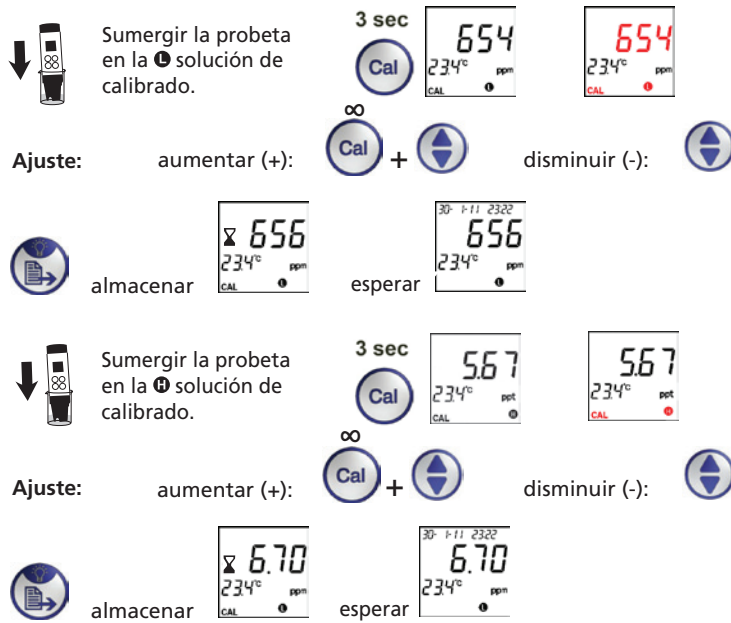 3 sec
Sumergir la probeta
en la L solución de
calibrado.
Cal
654
23.4°C ppm
CAL L
654
23.4°C ppm
CAL L
∞
Ajuste: aumentar (+): Cal + disminuir (-):
656
23.4°C ppm
CAL L
30- 1-11 23:22
656
23.4°C ppm
L
almacenar esperar
3 sec
Sumergir la probeta
en la H solución de
calibrado.
Cal
5.67
23.4°C ppt
CAL H
5.67
23.4°C ppt
CAL H
∞
Ajuste: aumentar (+): Cal + disminuir (-):
6.70
23.4°C ppm
CAL L
30- 1-11 23:22
6.70
23.4°C ppm
L
almacenar esperar